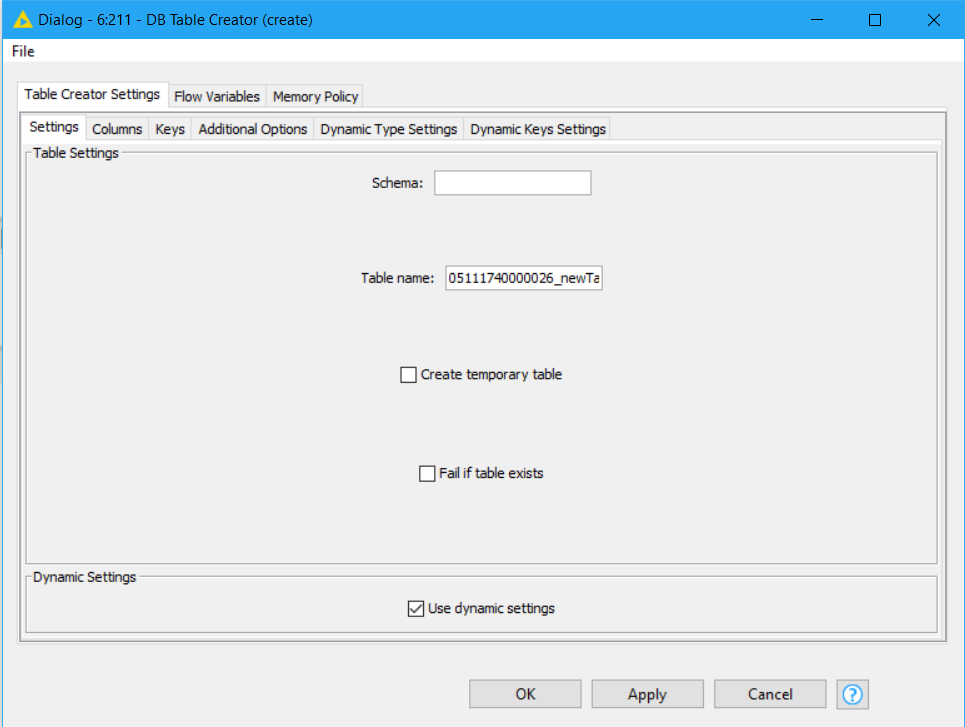 Dialog - 6:211 - DB Table Creator (create)
File
Table Creator Settings Flow Variables Memory Policy
Settings Columns Keys Additional Options Dynamic Type Settings Dynamic Keys Settings
Table Settings
Schema:
Table name: 05111740000026_newTa
Create temporary table
Fail if table exists
Dynamic Settings
Use dynamic settings
OK Apply Cancel ?